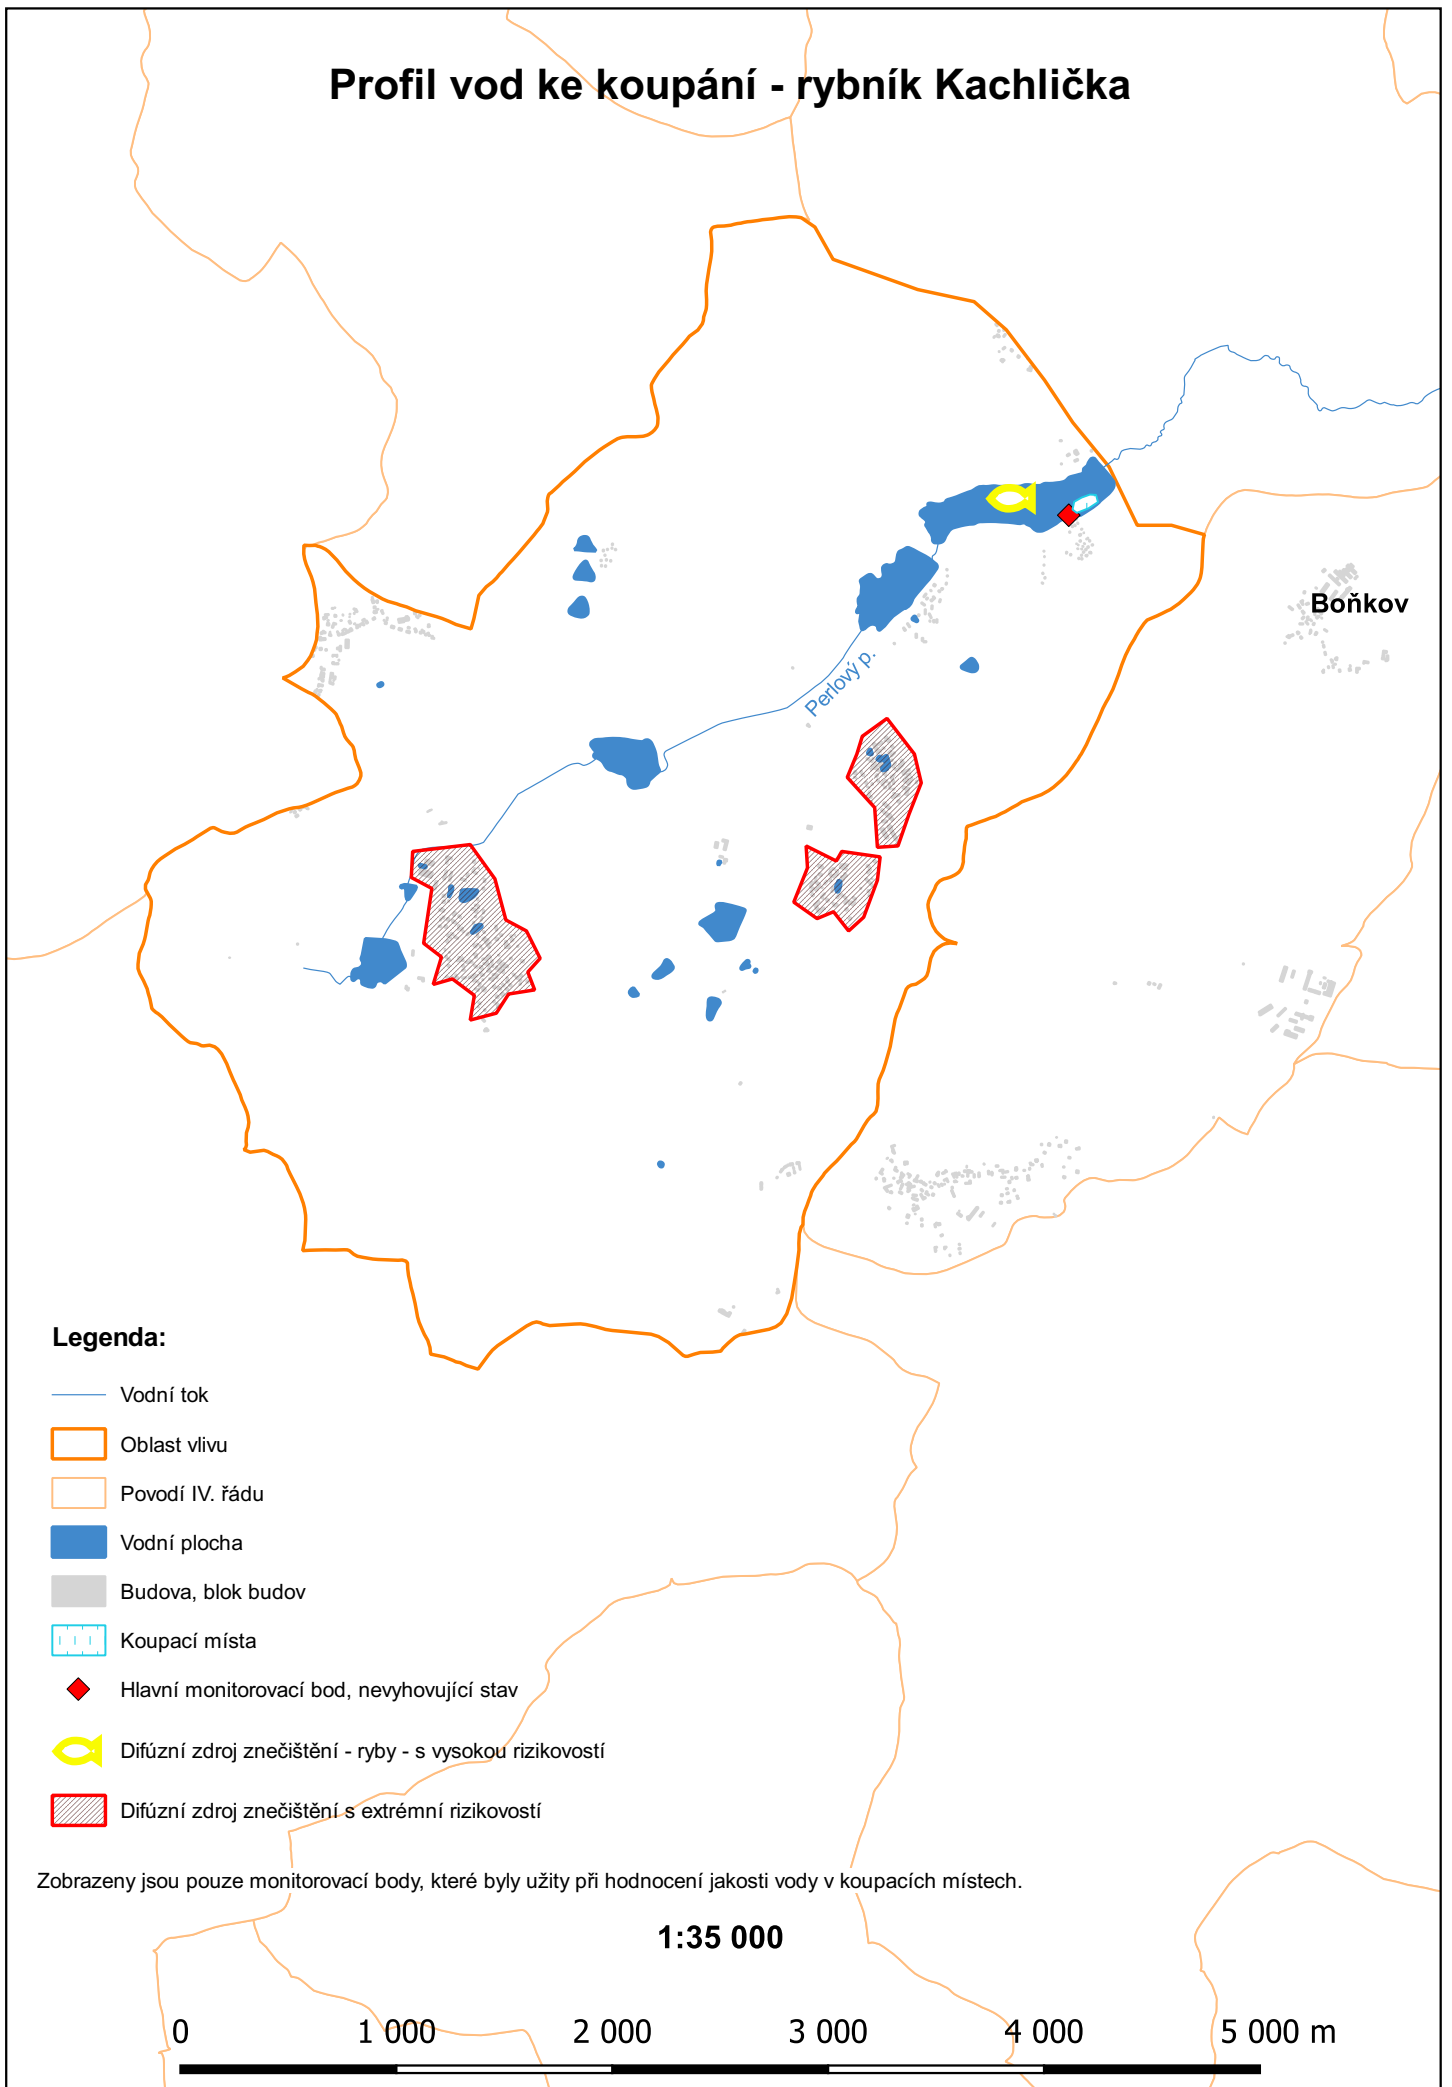 Profil vod ke koupání - rybník Kachlička
Boňkov
Perlový p.
Legenda:
Vodní tok
Oblast vlivu
Povodí IV. řádu
Vodní plocha
Budova, blok budov
Koupací místa
Hlavní monitorovací bod, nevyhovující stav
Difúzní zdroj znečištění - ryby - s vysokou rizikovostí
Difúzní zdroj znečištění s extrémní rizikovostí
Zobrazeny jsou pouze monitorovací body, které byly užity při hodnocení jakosti vody v koupacích místech.
1:35 000
0 1 000 2 000 3 000 4 000 5 000 m